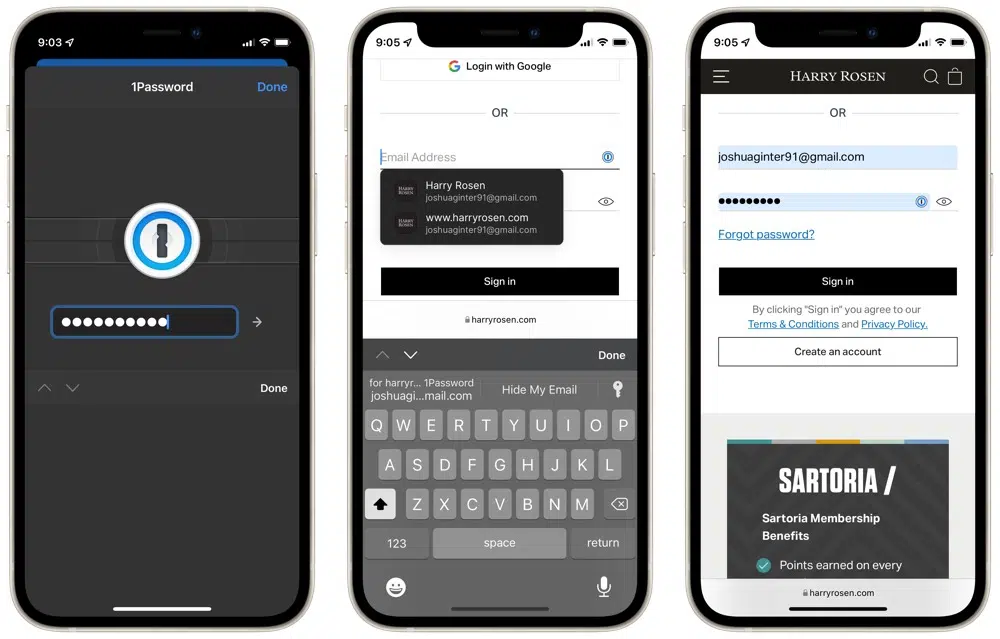 9:03
1Password
Done
Done
9:05
Login with Google
OR
Email Address
Harry Rosen
joshuaginter91@gmail.com
www.harryrosen.com
joshuaginter91@gmail.com
Sign in
harryrosen.com
Done
for harryr... 1Password
joshuagi...mail.com
Hide My Email
Q W E R T Y U I O P
A S D F G H J K L
Z X C V B N M
123
space
return
9:05
HARRY ROSEN
OR
joshuaginter91@gmail.com
Forgot password?
Sign in
By clicking "Sign in" you agree to our
Terms & Conditions and Privacy Policy.
Create an account
SARTORIA /
Sartoria Membership
Benefits
Points earned on every
harryrosen.com